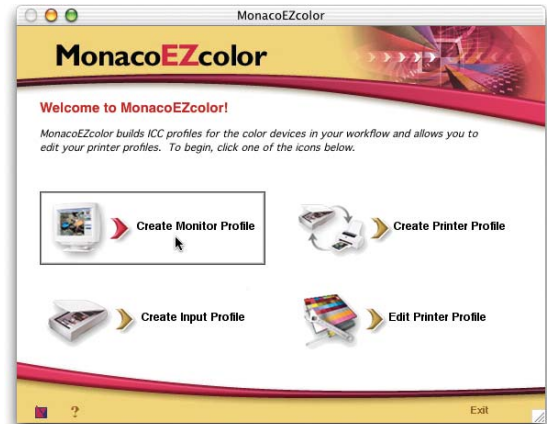 MonacoEZcolor
MonacoEZcolor
Welcome to MonacoEZcolor!
MonacoEZcolor builds ICC profiles for the color devices in your workflow and allows you to
edit your printer profiles. To begin, click one of the icons below.
Create Monitor Profile
Create Printer Profile
Create Input Profile
Edit Printer Profile
?
Exit